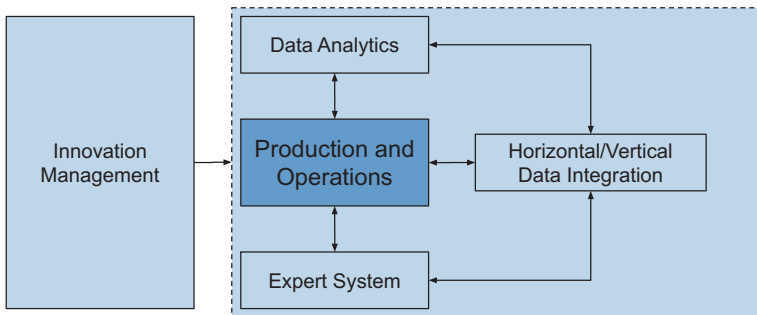 Data Analytics
Innovation
Management
Production and
Operations
Horizontal/Vertical
Data Integration
Expert System